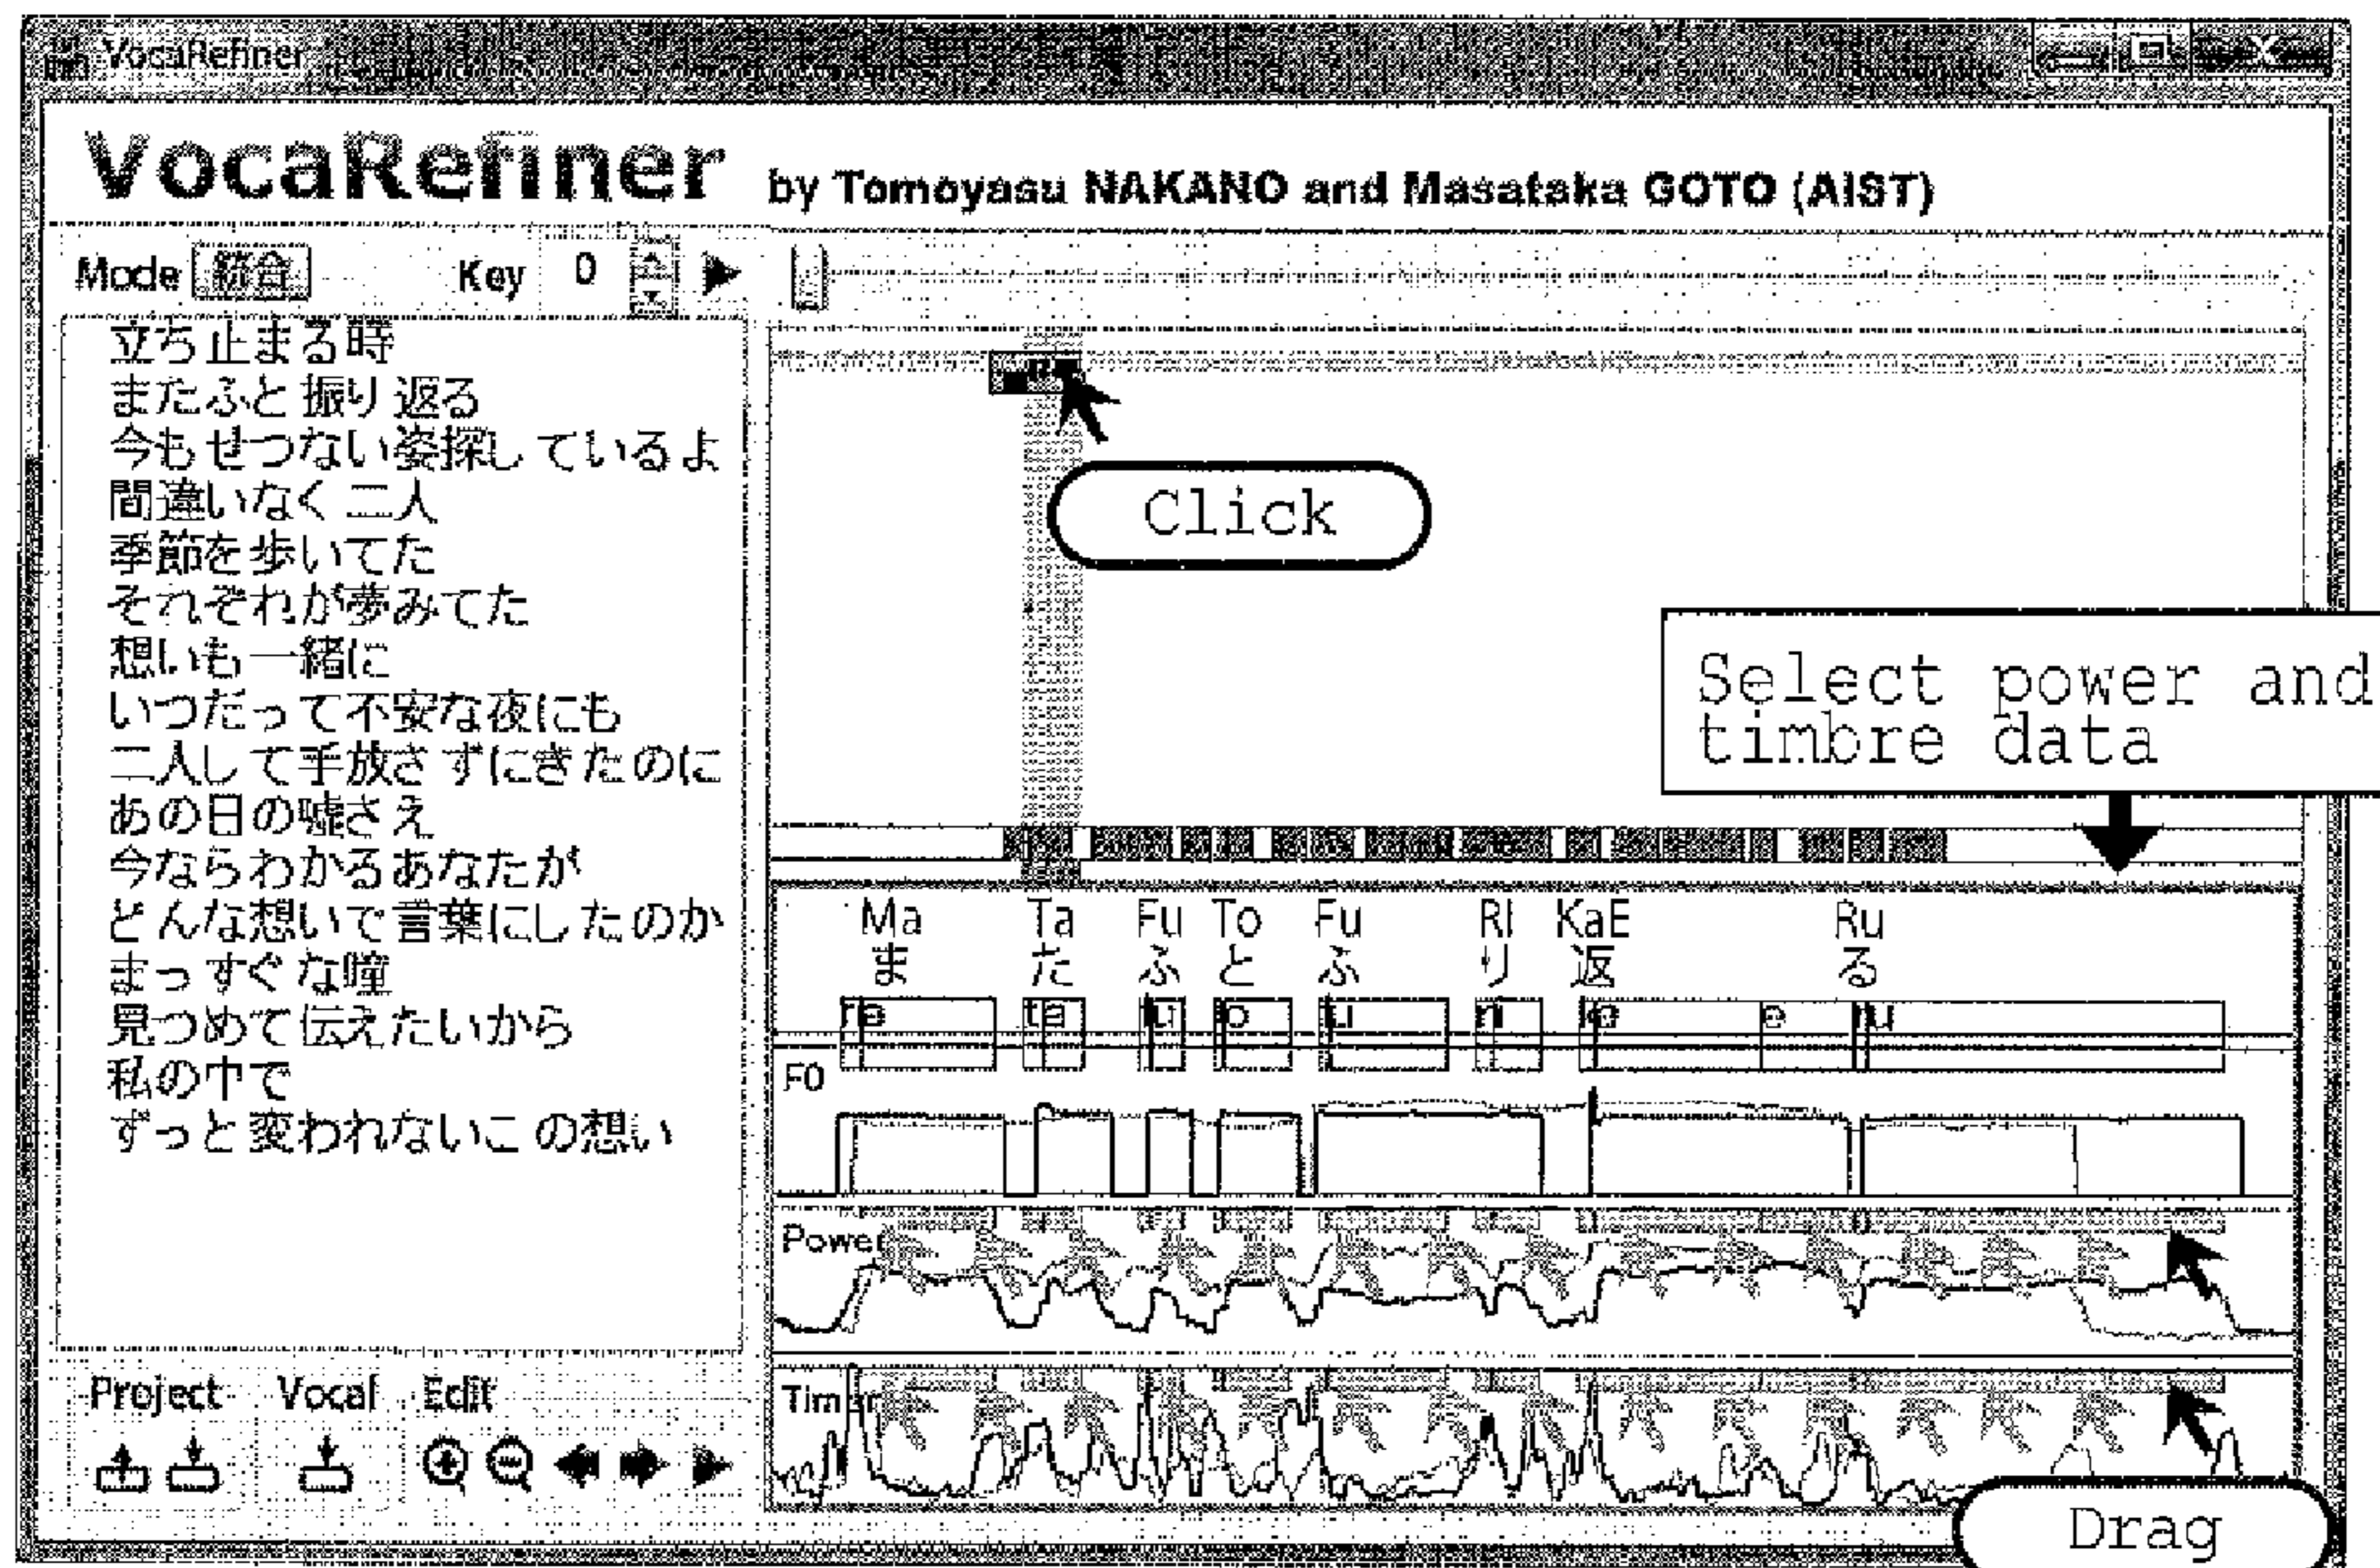 VocaRefiner
VocaRefiner by Tomoyasu NAKANO and Masataka GOTO (AIST)
Mode 統合 Key 0
立ち止まる時
またふと振り返る
今もせつない姿探しているよ
間違いなく二人
季節を歩いてた
それぞれが夢みてた
想いも一緒に
いつだって不安な夜にも
二人して手放さずにきたのに
あの日の嘘さえ
今ならわかるあなたが
どんな想いで言葉にしたのか
まっすぐな瞳
見つめて伝えたいから
私の中で
ずっと変われないこの想い
Project Vocal Edit
Click
Select power and
timbre data
Ma Ta Fu To Fu RI KaE Ru
ま た ふ と ふ り 返 る
ta fu to u ri e ru
F0
Power
Drag